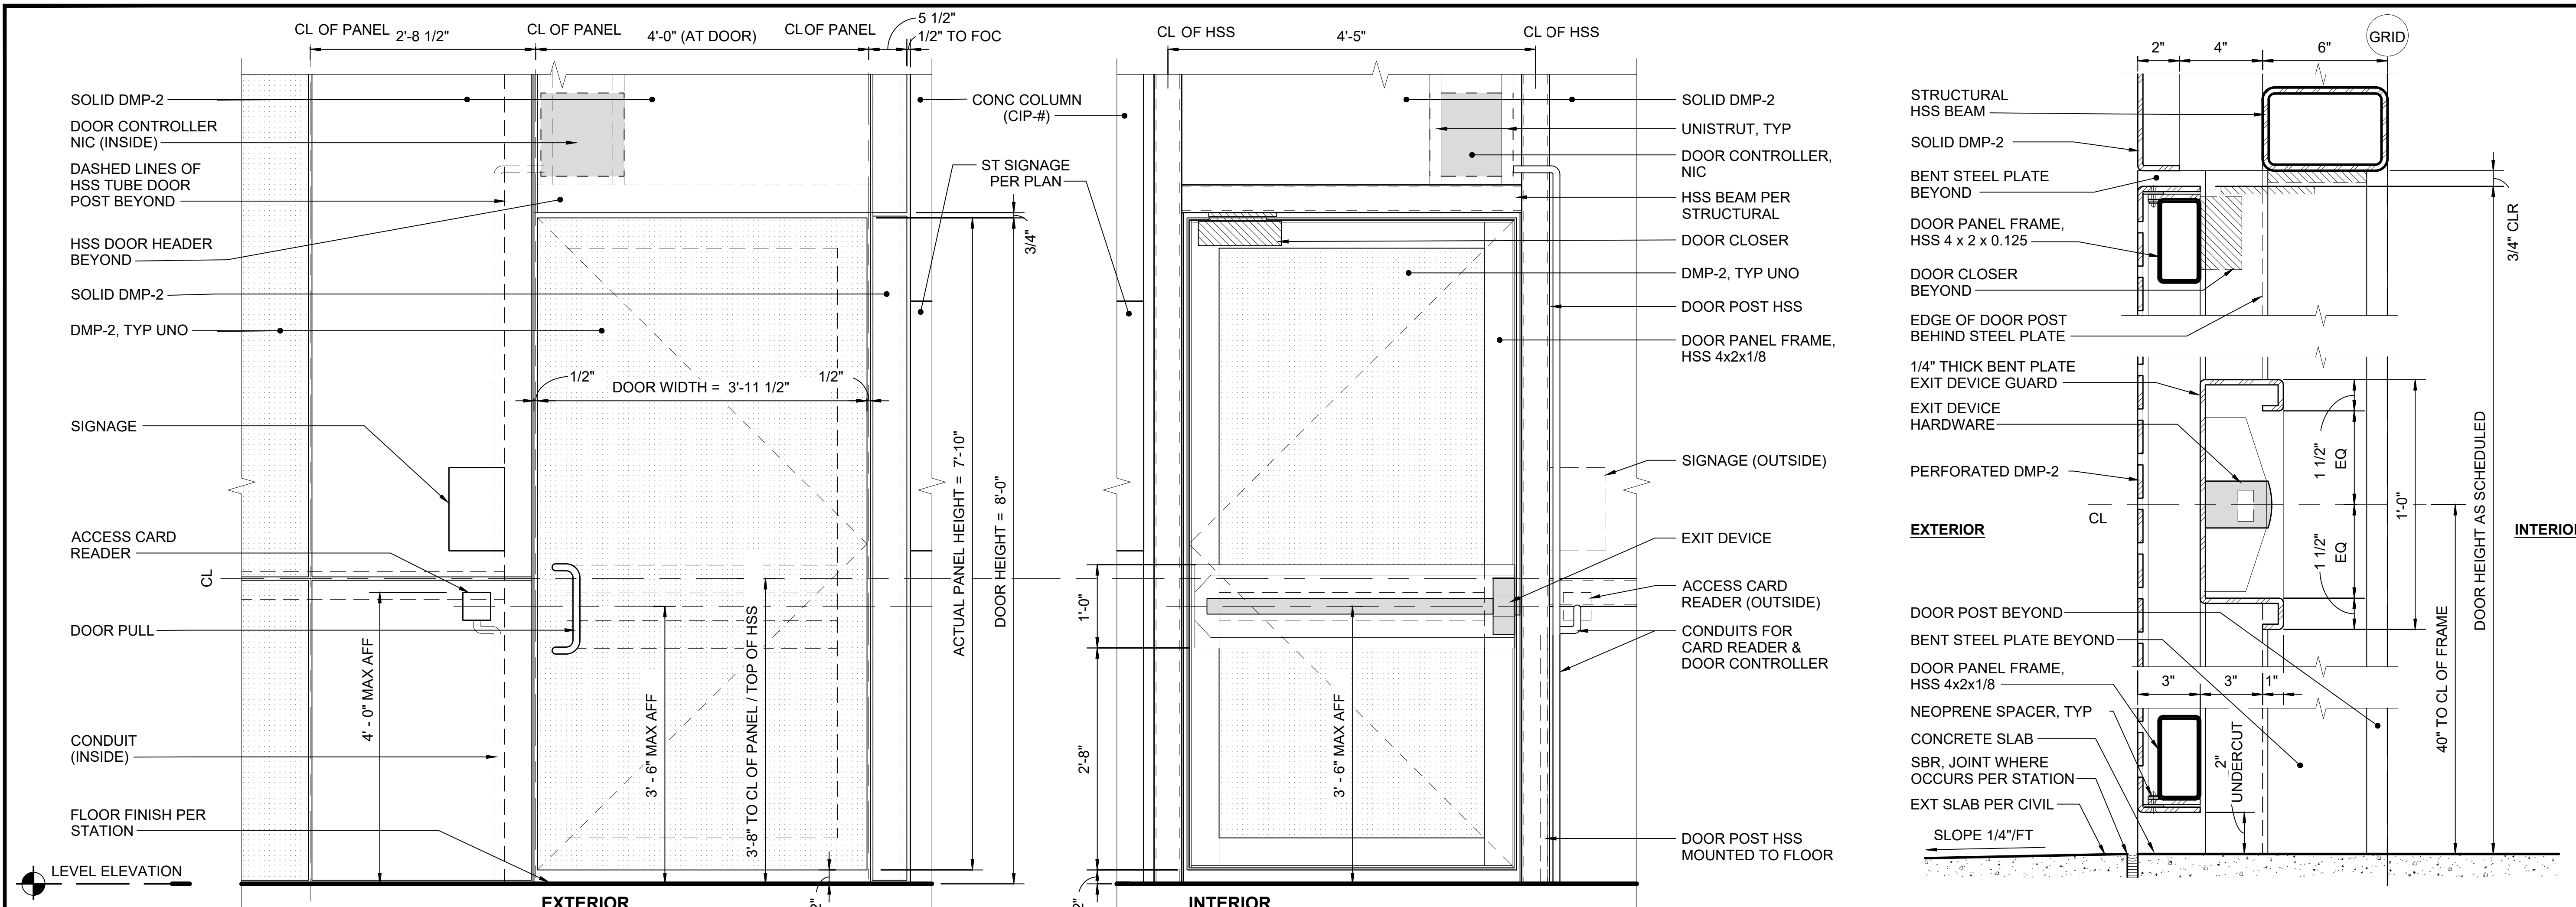 CL OF PANEL
2'-8 1/2"
CL OF PANEL
4'-0" (AT DOOR)
CL OF PANEL
5 1/2"
1/2" TO FOC
SOLID DMP-2
DOOR CONTROLLER
NIC (INSIDE)
DASHED LINES OF
HSS TUBE DOOR
POST BEYOND
HSS DOOR HEADER
BEYOND
SOLID DMP-2
DMP-2, TYP UNO
SIGNAGE
ACCESS CARD
READER
CL
DOOR PULL
CONDUIT
(INSIDE)
FLOOR FINISH PER
STATION
LEVEL ELEVATION
1/2"
DOOR WIDTH = 3'-11 1/2"
1/2"
4' - 0" MAX AFF
3' - 6" MAX AFF
3'-8" TO CL OF PANEL / TOP OF HSS
ACTUAL PANEL HEIGHT = 7'-10"
DOOR HEIGHT = 8'-0"
3/4"
EXTERIOR
CONC COLUMN
(CIP-#)
ST SIGNAGE
PER PLAN
CL OF HSS
4'-5"
CL OF HSS
SOLID DMP-2
UNISTRUT, TYP
DOOR CONTROLLER,
NIC
HSS BEAM PER
STRUCTURAL
DOOR CLOSER
DMP-2, TYP UNO
DOOR POST HSS
DOOR PANEL FRAME,
HSS 4x2x1/8
SIGNAGE (OUTSIDE)
EXIT DEVICE
ACCESS CARD
READER (OUTSIDE)
CONDUITS FOR
CARD READER &
DOOR CONTROLLER
DOOR POST HSS
MOUNTED TO FLOOR
1'-0"
2'-8"
3' - 6" MAX AFF
INTERIOR
2"
4"
6"
GRID
STRUCTURAL
HSS BEAM
SOLID DMP-2
BENT STEEL PLATE
BEYOND
DOOR PANEL FRAME,
HSS 4 x 2 x 0.125
DOOR CLOSER
BEYOND
EDGE OF DOOR POST
BEHIND STEEL PLATE
1/4" THICK BENT PLATE
EXIT DEVICE GUARD
EXIT DEVICE
HARDWARE
PERFORATED DMP-2
EXTERIOR
CL
DOOR POST BEYOND
BENT STEEL PLATE BEYOND
DOOR PANEL FRAME,
HSS 4x2x1/8
NEOPRENE SPACER, TYP
CONCRETE SLAB
SBR, JOINT WHERE
OCCURS PER STATION
EXT SLAB PER CIVIL
SLOPE 1/4"/FT
3"
3"
1"
2"
UNDERCUT
1 1/2"
EQ
1 1/2"
EQ
1'-0"
40" TO CL OF FRAME
DOOR HEIGHT AS SCHEDULED
3/4" CLR